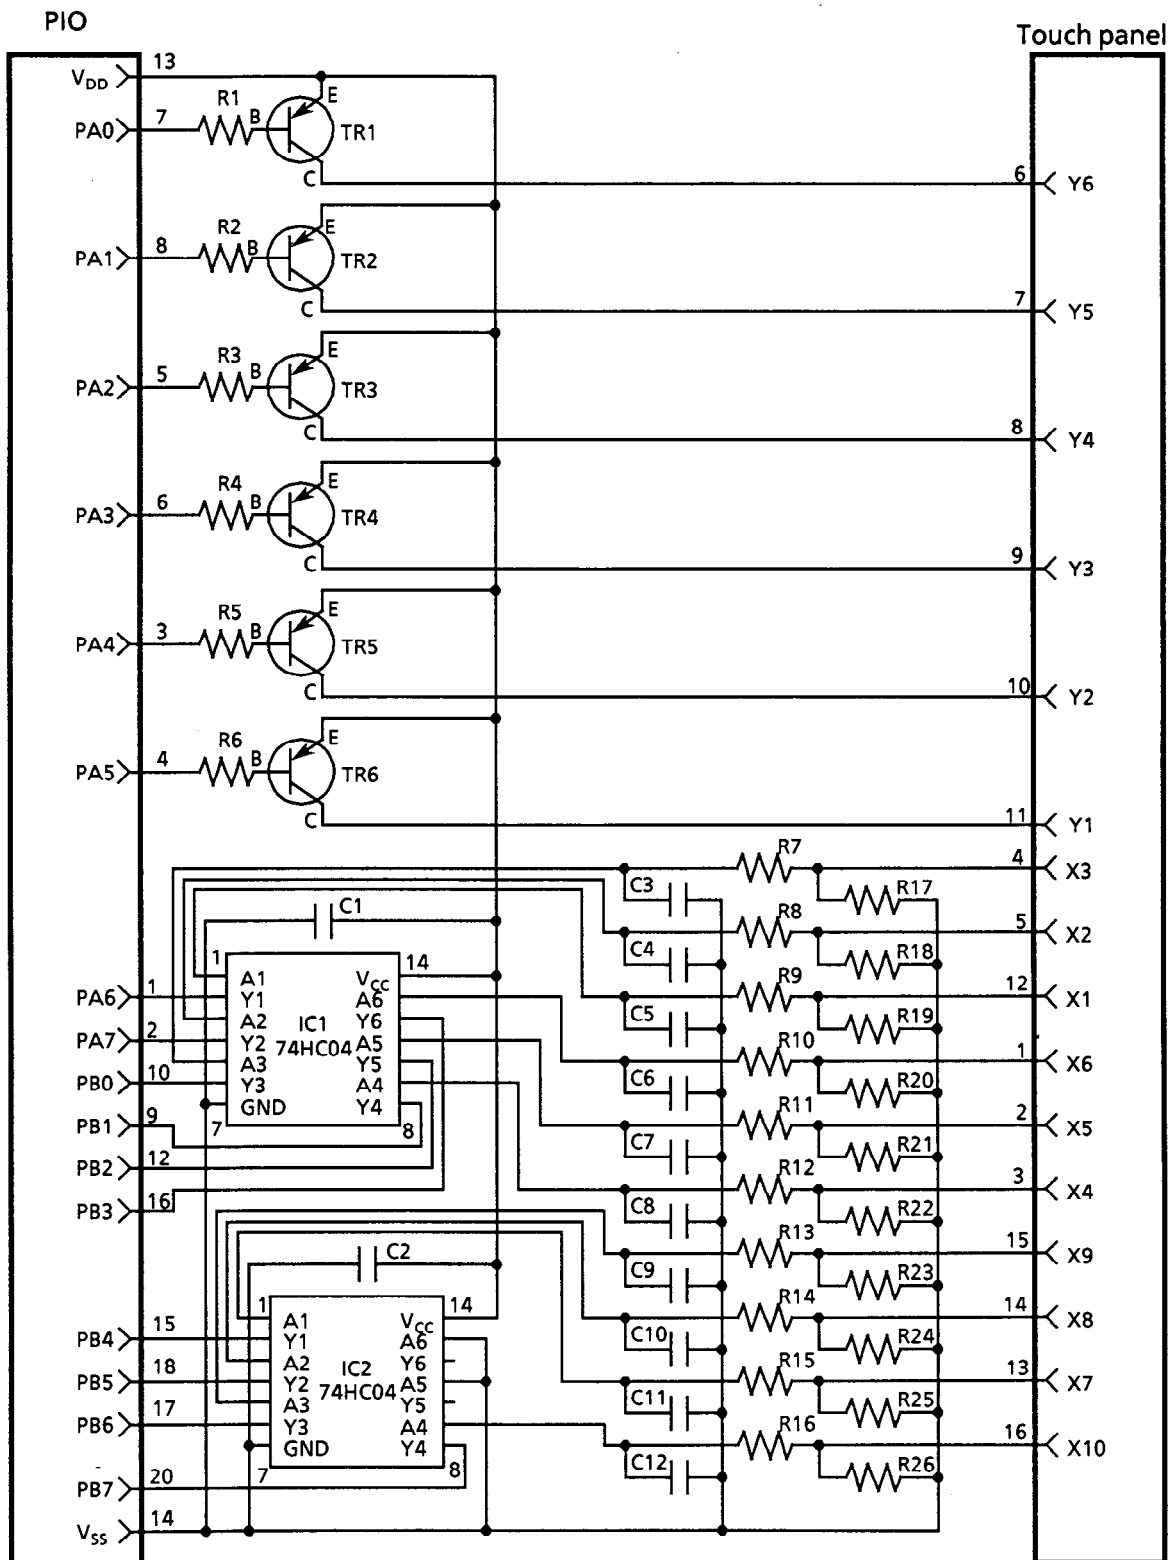 PIO
Touch panel
VDD 13
R1 B E
PA0 7 TR1
C 6 Y6
R2 B E
PA1 8 TR2
C 7 Y5
R3 B E
PA2 5 TR3
C 8 Y4
R4 B E
PA3 6 TR4
C 9 Y3
R5 B E
PA4 3 TR5
C 10 Y2
R6 B E
PA5 4 TR6
C 11 Y1
R7 4 X3
C3 R17
C1 R8 5 X2
C4 R18
1 14
A1 VCC
R9 12 X1
PA6 1 Y1 A6
C5 R19
A2 IC1 Y6
PA7 2 Y2 74HC04 A5
R10 1 X6
A3 Y5
C6 R20
PB0 10 Y3 A4
GND Y4
R11 2 X5
PB1 9 7 8
C7 R21
PB2 12
R12 3 X4
PB3 16
C8 R22
R13 15 X9
C2
C9 R23
1 14
R14 14 X8
A1 VCC
PB4 15 Y1 A6
C10 R24
A2 IC2 Y6
R15 13 X7
PB5 18 Y2 74HC04 A5
C11 R25
A3 Y5
PB6 17 Y3 A4
R16 16 X10
GND Y4
C12 R26
7 8
PB7 20
VSS 14